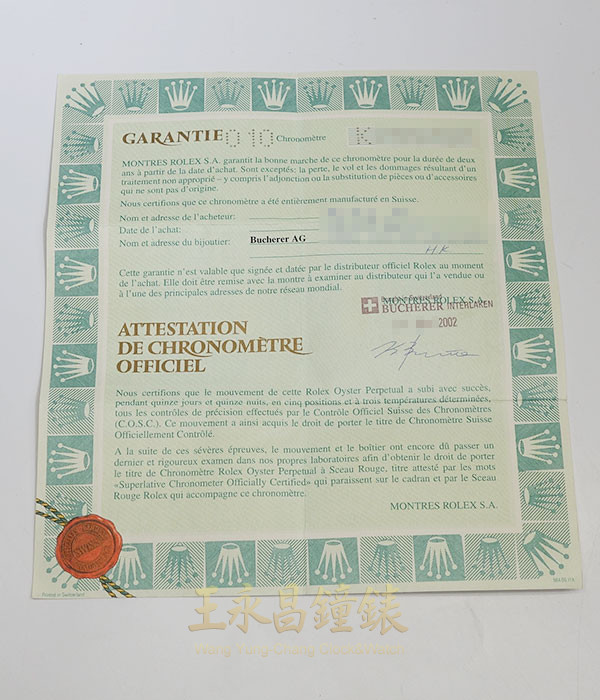 GARANTIE 010 Chronomètre K
MONTRES ROLEX S.A. garantit la bonne marche de ce chronomètre pour la durée de deux
ans à partir de la date d'achat. Sont exceptés: la perte, le vol et les dommages résultant d'un
traitement non approprié – y compris l'adjonction ou la substitution de pièces ou d'accessoires
qui ne sont pas d'origine.
Nous certifions que ce chronomètre a été entièrement manufacturé en Suisse.
Nom et adresse de l'acheteur:
Date de l'achat:
Nom et adresse du bijoutier: Bucherer AG
HK
Cette garantie n'est valable que signée et datée par le distributeur officiel Rolex au moment
de l'achat. Elle doit être remise avec la montre à examiner au distributeur qui l'a vendue ou
à l'une des principales adresses de notre réseau mondial.
MONTRES ROLEX S.A.
BUCHERER INTERLAKEN
2002
ATTESTATION
DE CHRONOMÈTRE
OFFICIEL
Nous certifions que le mouvement de cette Rolex Oyster Perpetual a subi avec succès,
pendant quinze jours et quinze nuits, en cinq positions et à trois températures déterminées,
tous les contrôles de précision effectués par le Contrôle Officiel Suisse des Chronomètres
(C.O.S.C.). Ce mouvement a ainsi acquis le droit de porter le titre de Chronomètre Suisse
Officiellement Contrôlé.
A la suite de ces sévères épreuves, le mouvement et le boîtier ont encore dû passer un
dernier et rigoureux examen dans nos propres laboratoires afin d'obtenir le droit de porter
le titre de Chronomètre Rolex Oyster Perpetual à Sceau Rouge, titre attesté par les mots
«Superlative Chronometer Officially Certified» qui paraissent sur le cadran et par le Sceau
Rouge Rolex qui accompagne ce chronomètre.
MONTRES ROLEX S.A.
Printed in Switzerland
王永昌鐘錶